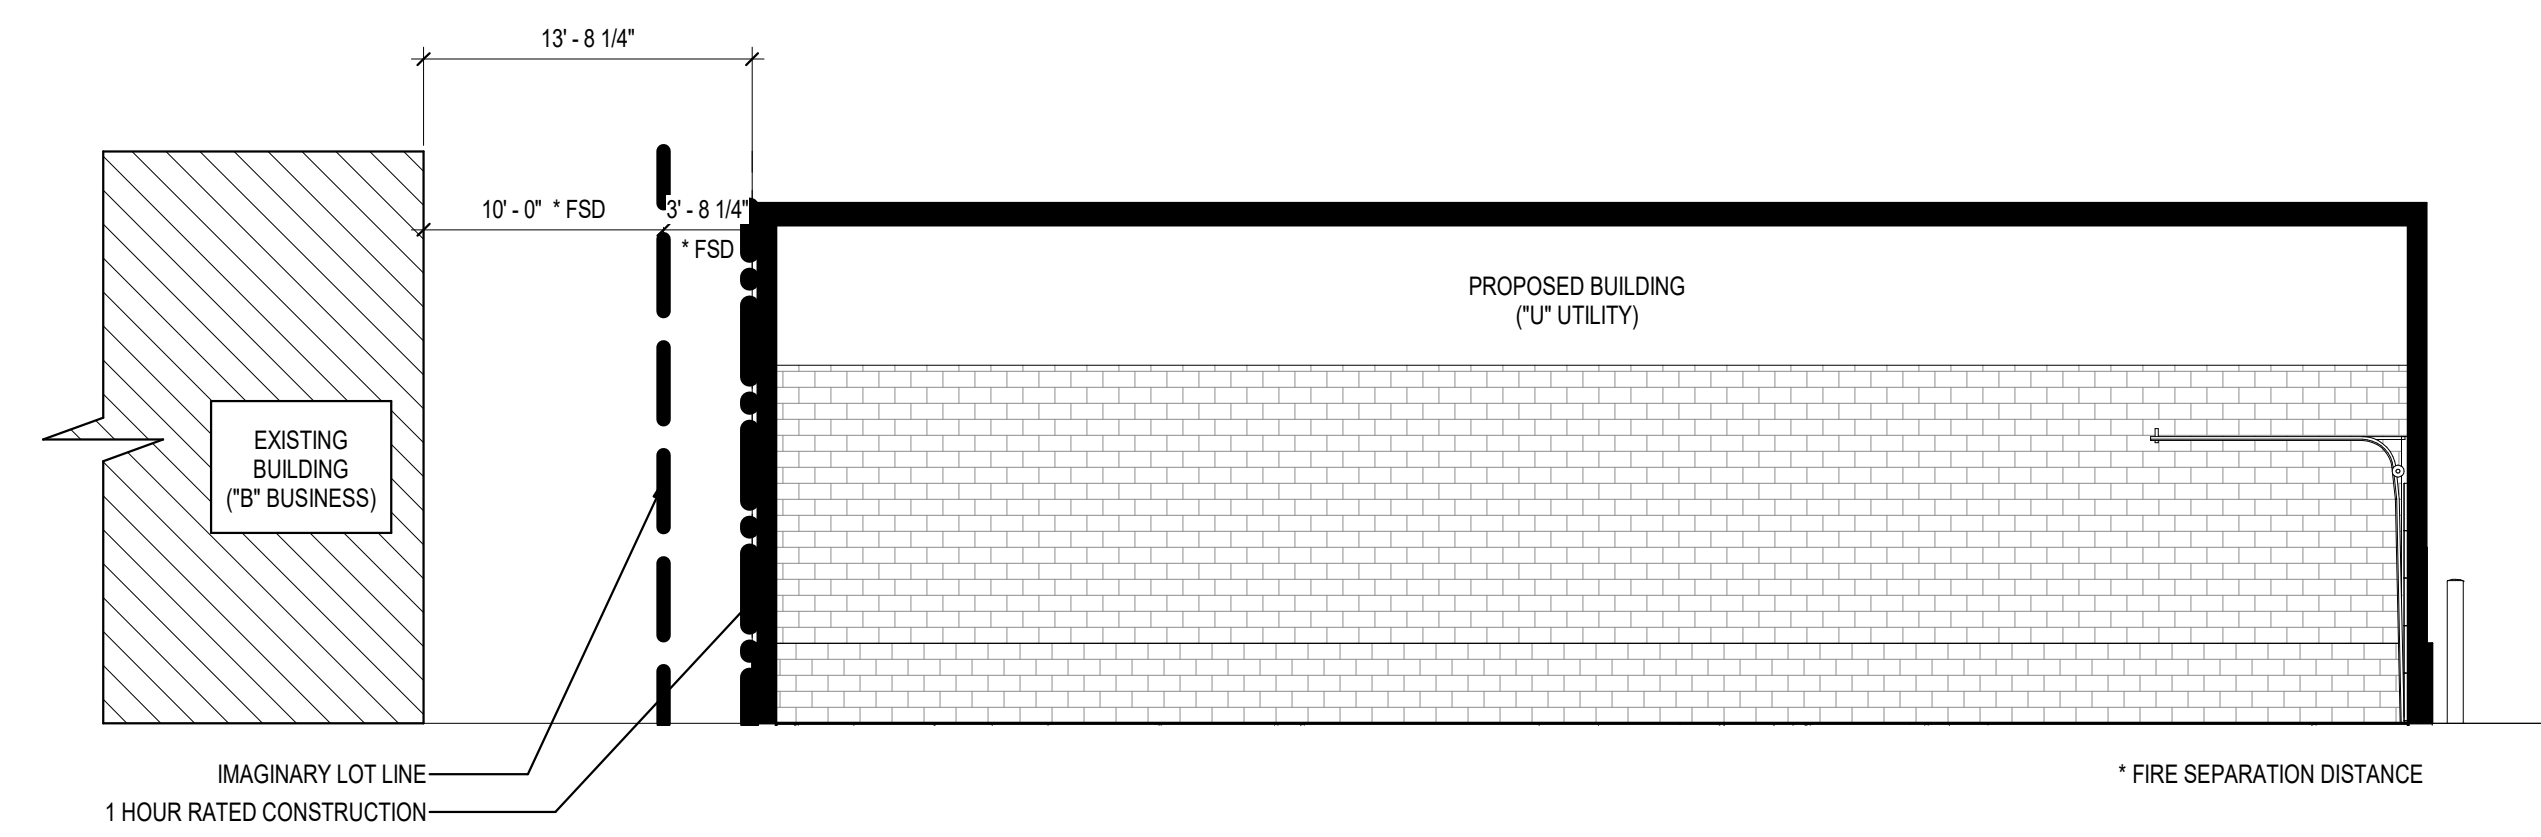 13' - 8 1/4"
10' - 0" * FSD
3' - 8 1/4"
* FSD
PROPOSED BUILDING
("U" UTILITY)
EXISTING
BUILDING
("B" BUSINESS)
IMAGINARY LOT LINE
* FIRE SEPARATION DISTANCE
1 HOUR RATED CONSTRUCTION